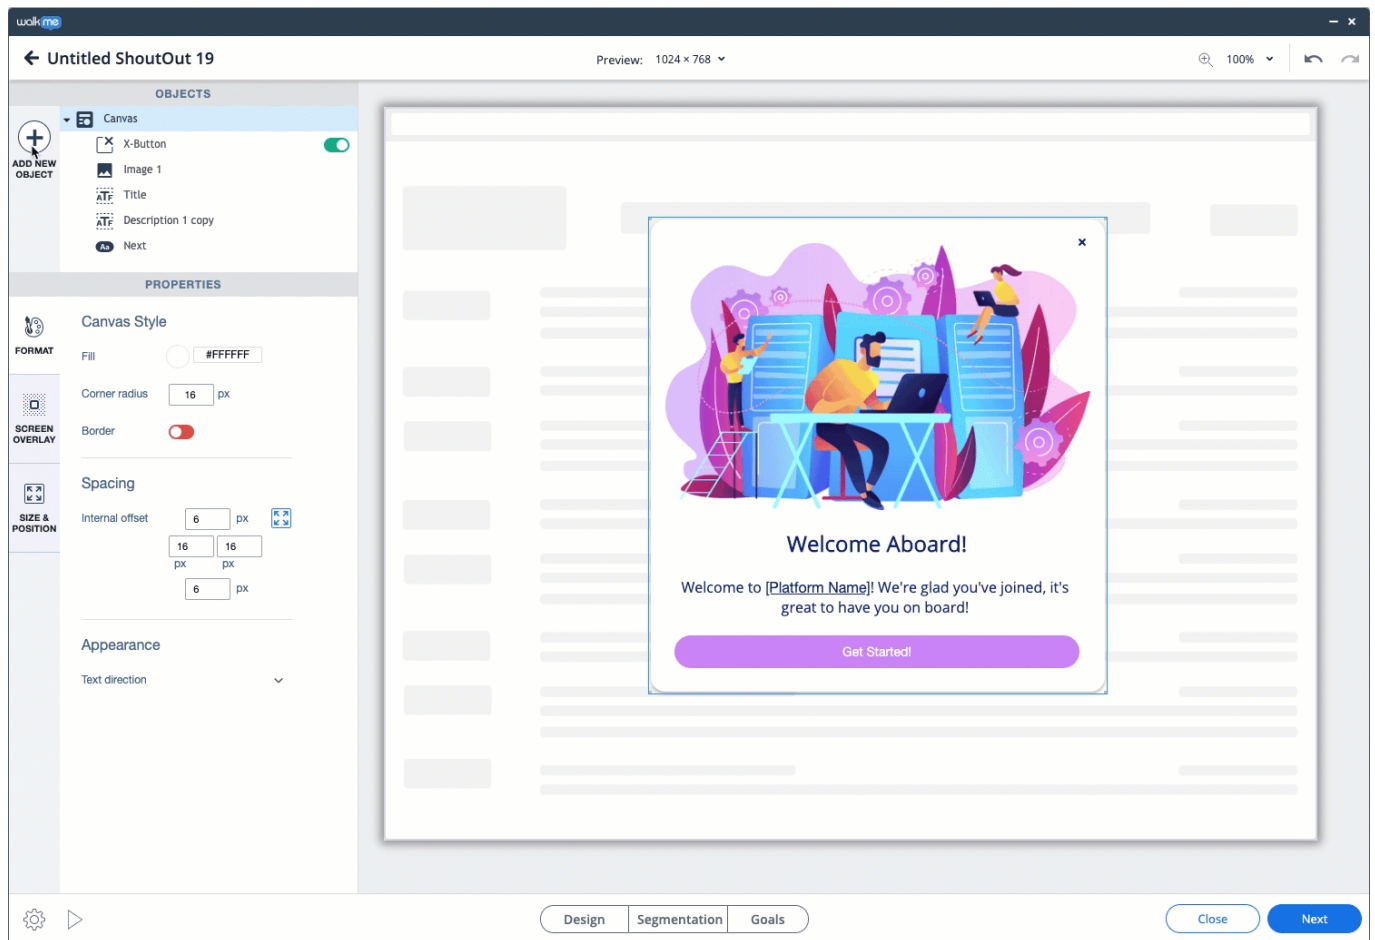 walkme
Untitled ShoutOut 19
Preview: 1024 × 768
100%
OBJECTS
ADD NEW
OBJECT
Canvas
X-Button
Image 1
Title
Description 1 copy
Aa Next
PROPERTIES
FORMAT
SCREEN
OVERLAY
SIZE &
POSITION
Canvas Style
Fill #FFFFFF
Corner radius 16 px
Border
Spacing
Internal offset 6 px
16 16
px px
6 px
Appearance
Text direction
Welcome Aboard!
Welcome to [Platform Name]! We're glad you've joined, it's
great to have you on board!
Get Started!
Design Segmentation Goals
Close Next